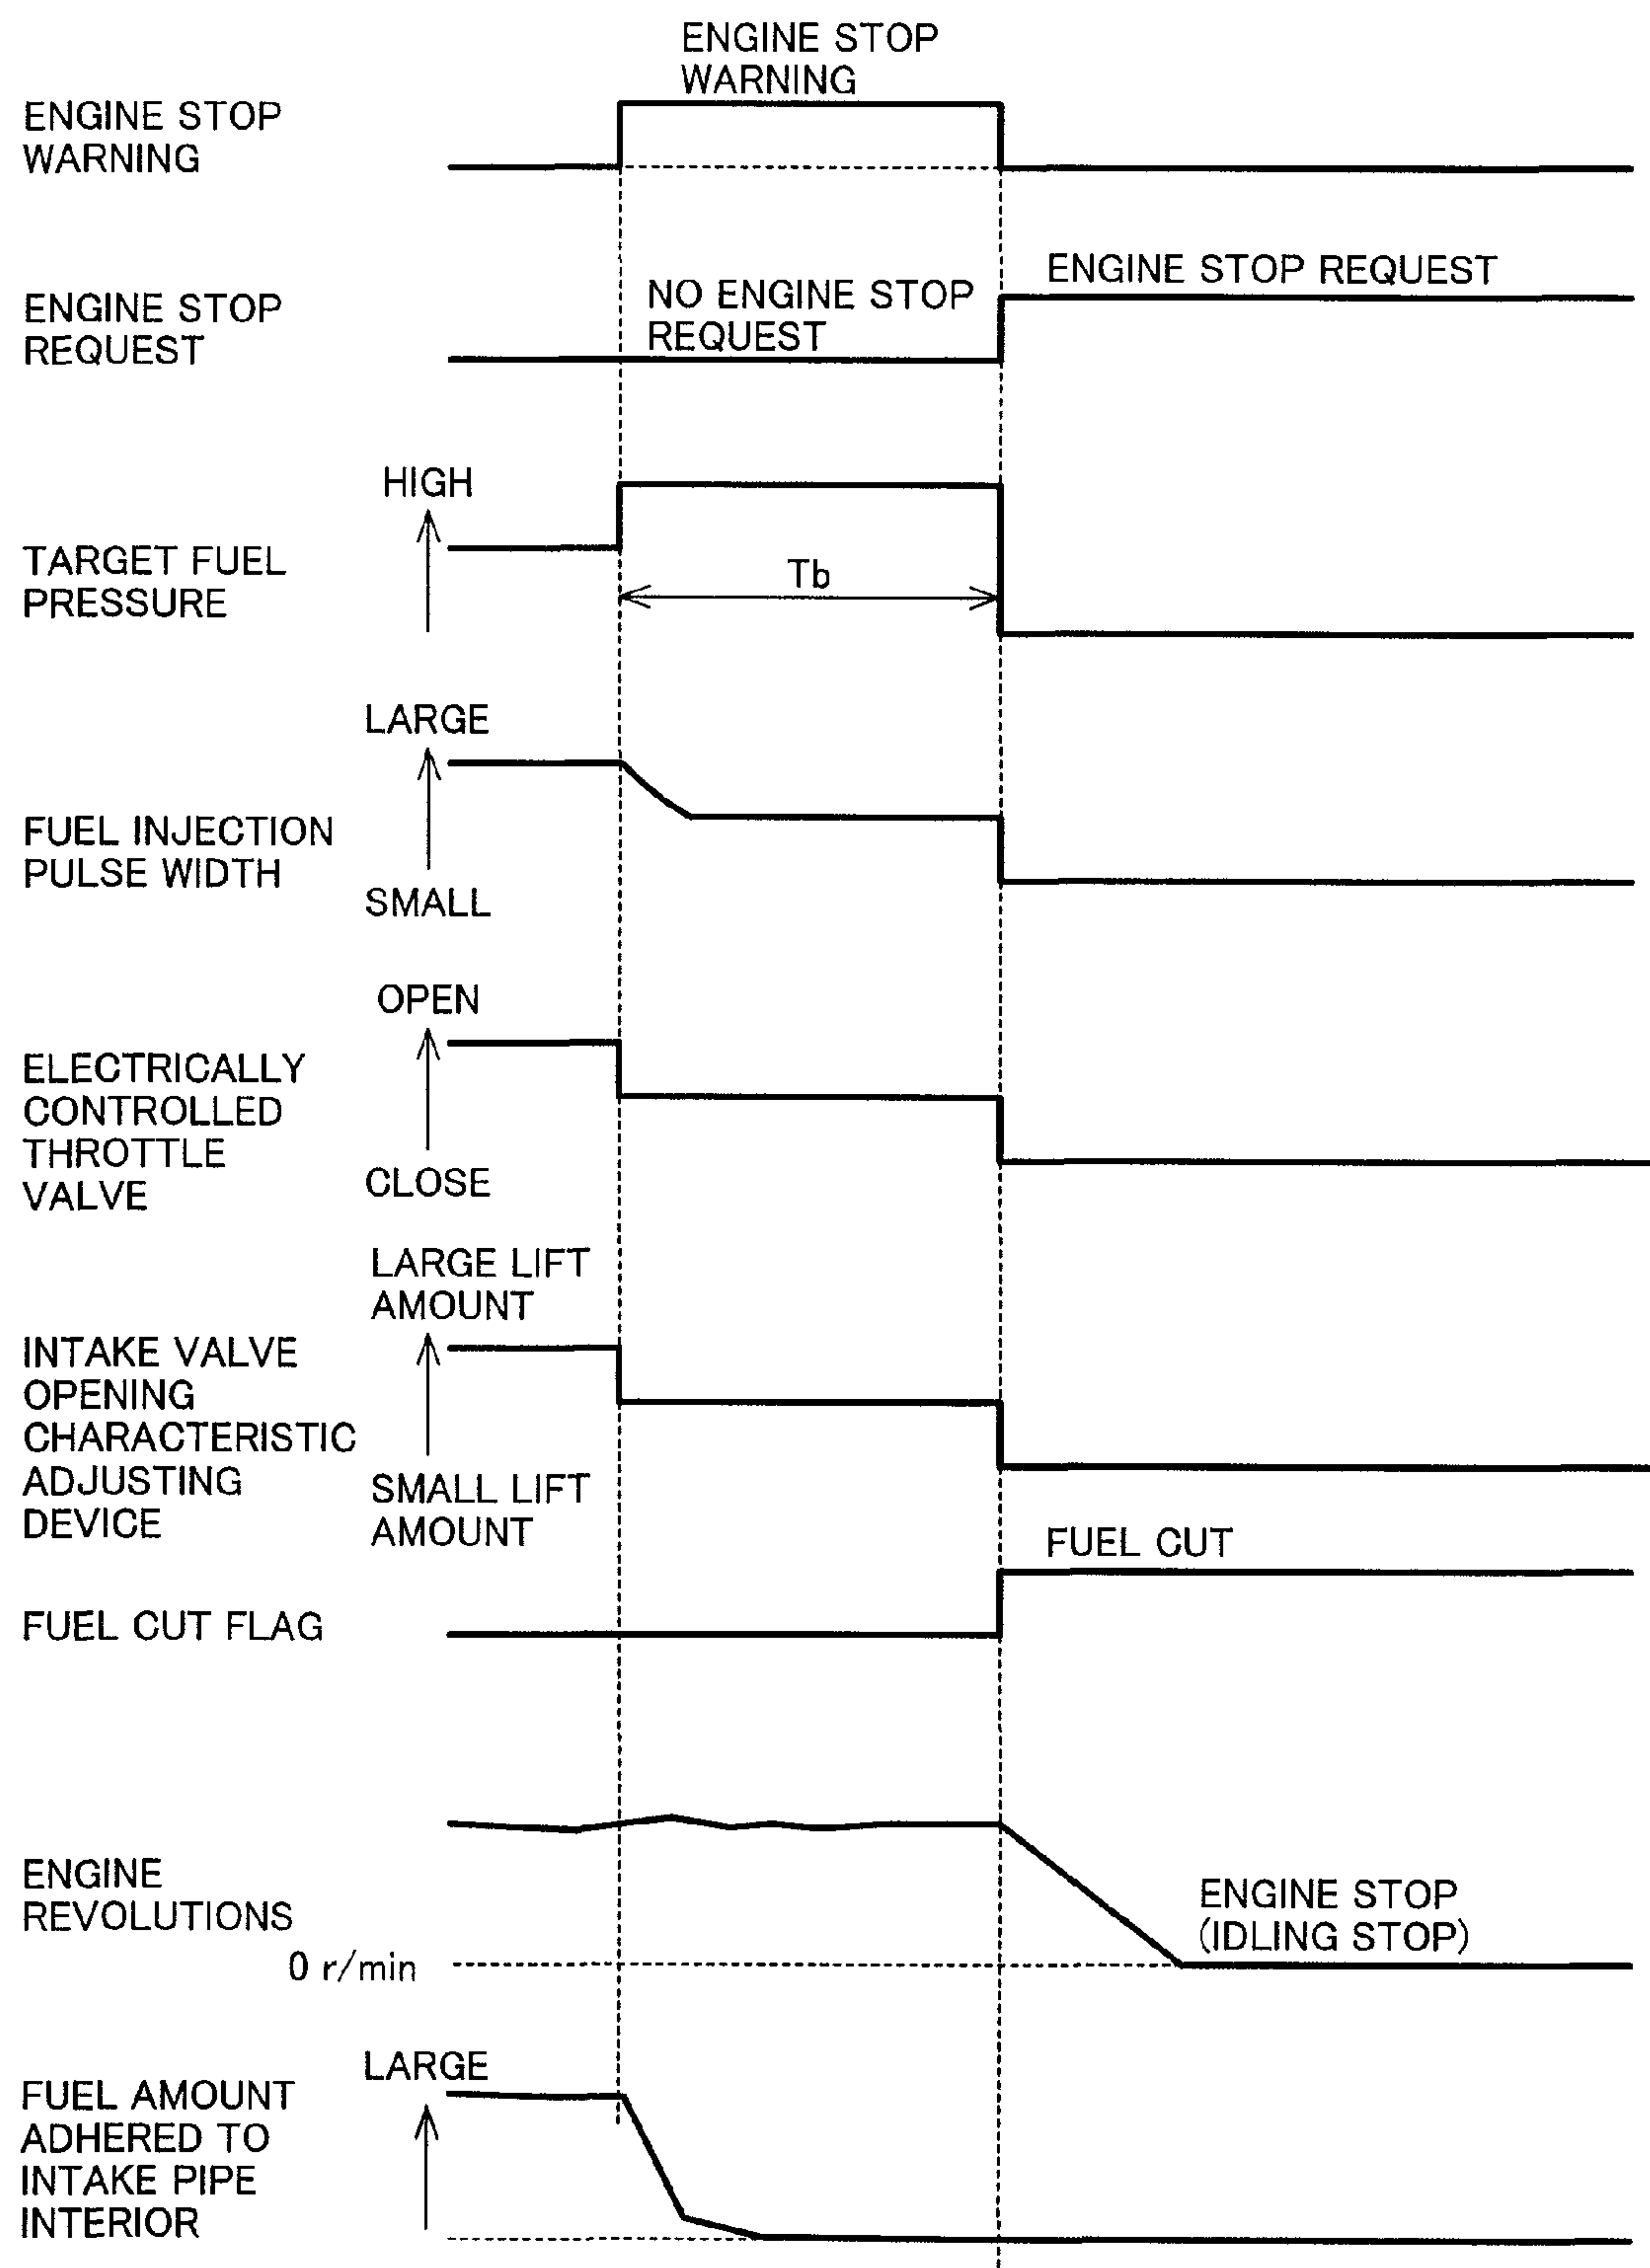 ENGINE STOP
WARNING
ENGINE STOP
WARNING
ENGINE STOP REQUEST
NO ENGINE STOP
REQUEST
ENGINE STOP
REQUEST
HIGH
TARGET FUEL
PRESSURE
Tb
LARGE
FUEL INJECTION
PULSE WIDTH
SMALL
OPEN
ELECTRICALLY
CONTROLLED
THROTTLE
VALVE
CLOSE
LARGE LIFT
AMOUNT
INTAKE VALVE
OPENING
CHARACTERISTIC
ADJUSTING
DEVICE
SMALL LIFT
AMOUNT
FUEL CUT
FUEL CUT FLAG
ENGINE
REVOLUTIONS
ENGINE STOP
(IDLING STOP)
0 r/min
LARGE
FUEL AMOUNT
ADHERED TO
INTAKE PIPE
INTERIOR